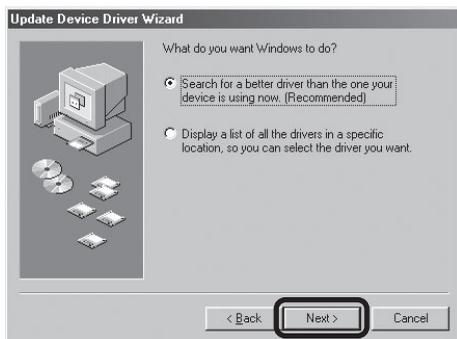 Update Device Driver Wizard
What do you want Windows to do?
Search for a better driver than the one your
device is using now. (Recommended)
Display a list of all the drivers in a specific
location, so you can select the driver you want.
< Back
Next >
Cancel